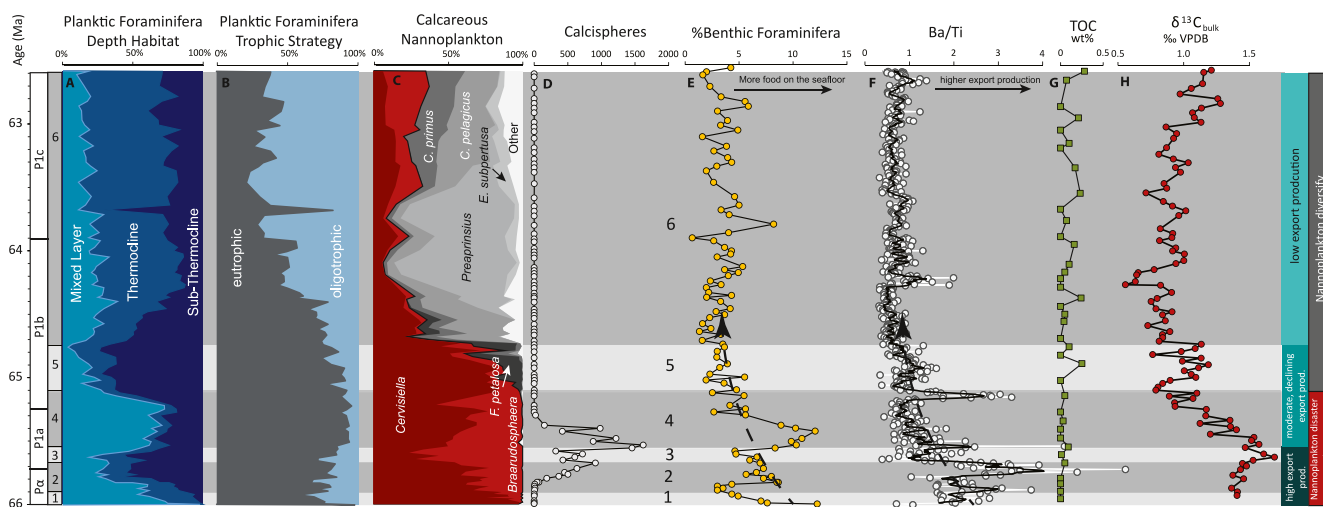 Age (Ma)
Planktic Foraminifera
Depth Habitat
0% 50% 100%
Planktic Foraminifera
Trophic Strategy
0% 50% 100%
Calcareous
Nannoplankton
0% 50% 100%
Calcispheres
0 500 1000 1500 2000
%Benthic Foraminifera
0 5 10 15
Ba/Ti
0 1 2 3 4
TOC
wt%
0 0.5
δ13Cbulk
‰ VPDB
0.5 1.0 1.5
A
B
C
D
E
F
G
H
More food on the seafloor
higher export production
63
64
65
66
P1c
P1b
P1a
Pα
6
5
4
3
2
1
Mixed Layer
Thermodine
Sub-Thermodine
eutrophic
oligotrophic
C. primus
C. pelagicus
E. subpertusa
Other
Preaprinsius
Cervisiella
F. petalosa
Braarudosphaera
6
5
4
3
2
1
low export prodcution
moderate, declining
export prod.
high export
prod.
Nannoplankton diversify
Nannoplankton disaster